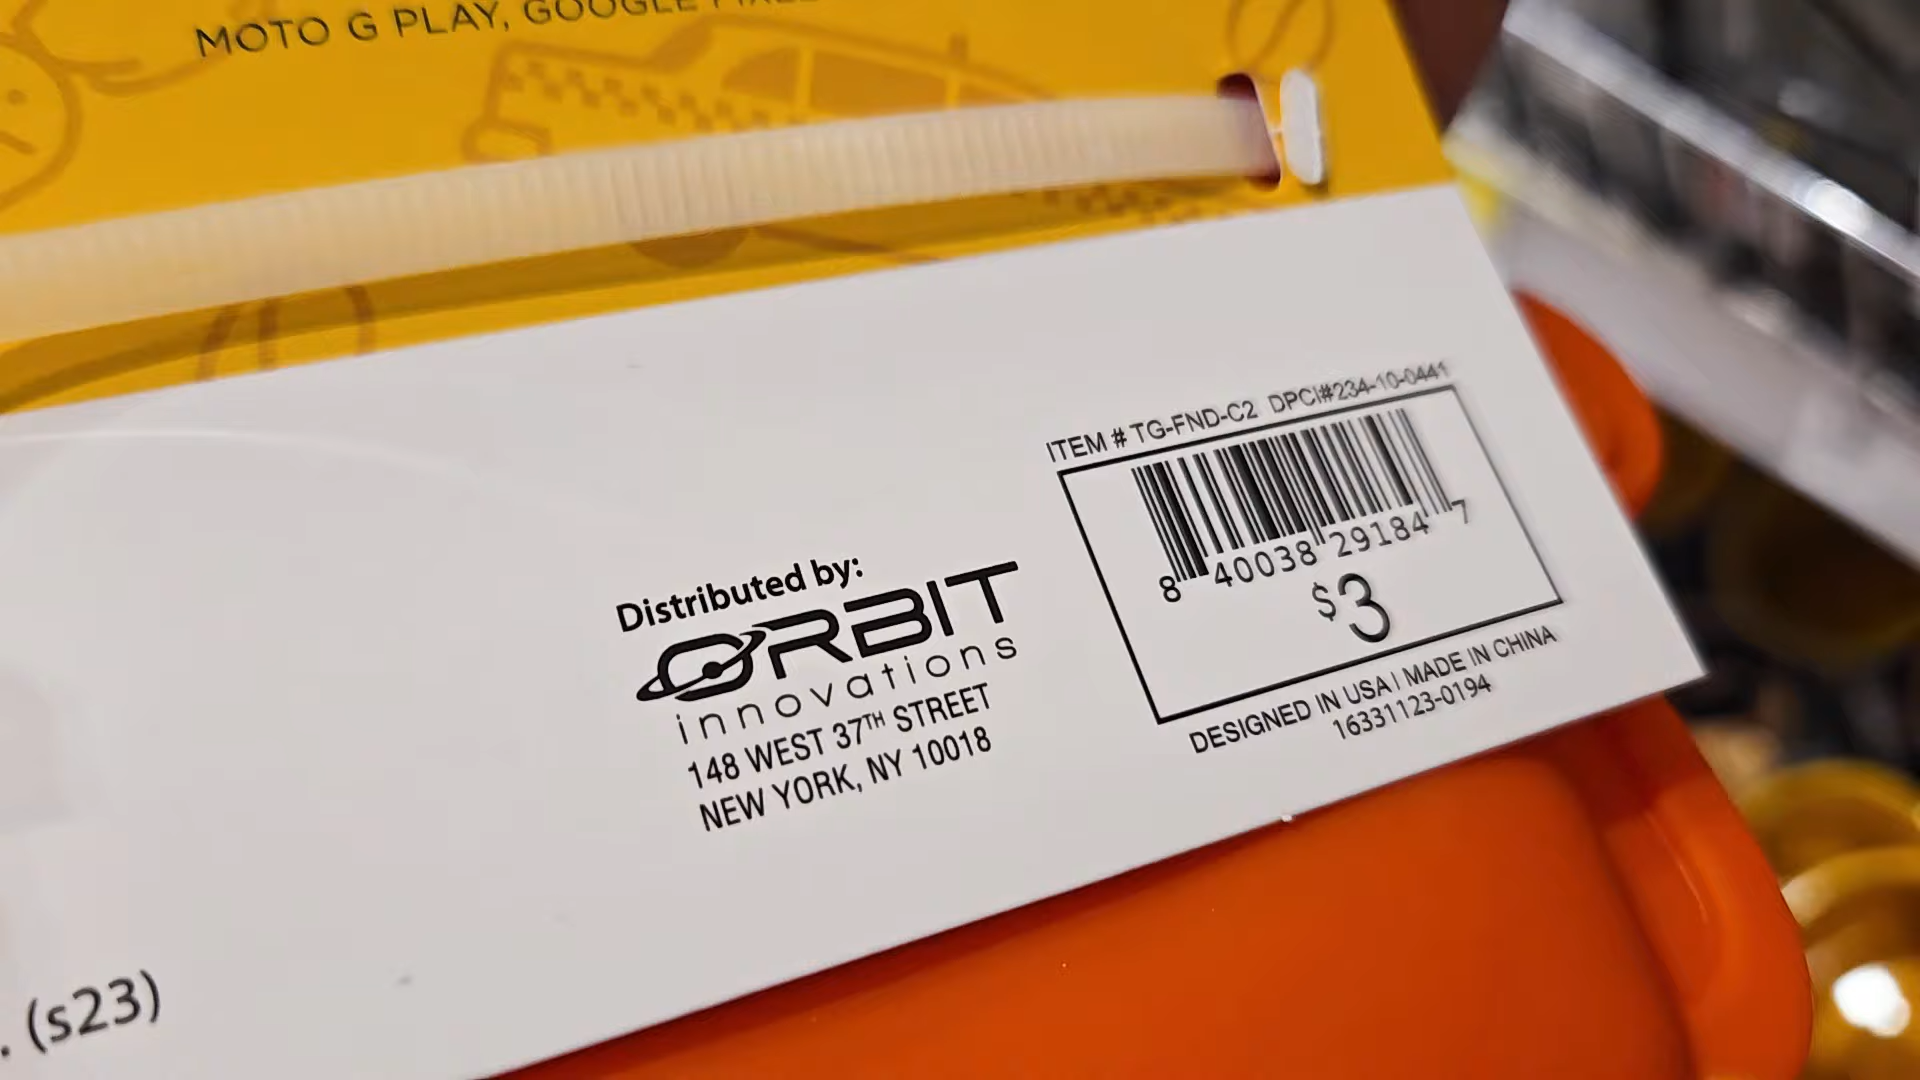 MOTO G PLAY, GOOGLE
ITEM # TG-FND-C2 DPCI#234-10-0441
8 40038 29184 7
$3
DESIGNED IN USA | MADE IN CHINA
16331123-0194
Distributed by:
ORBIT
innovations
148 WEST 37TH STREET
NEW YORK, NY 10018
. (s23)